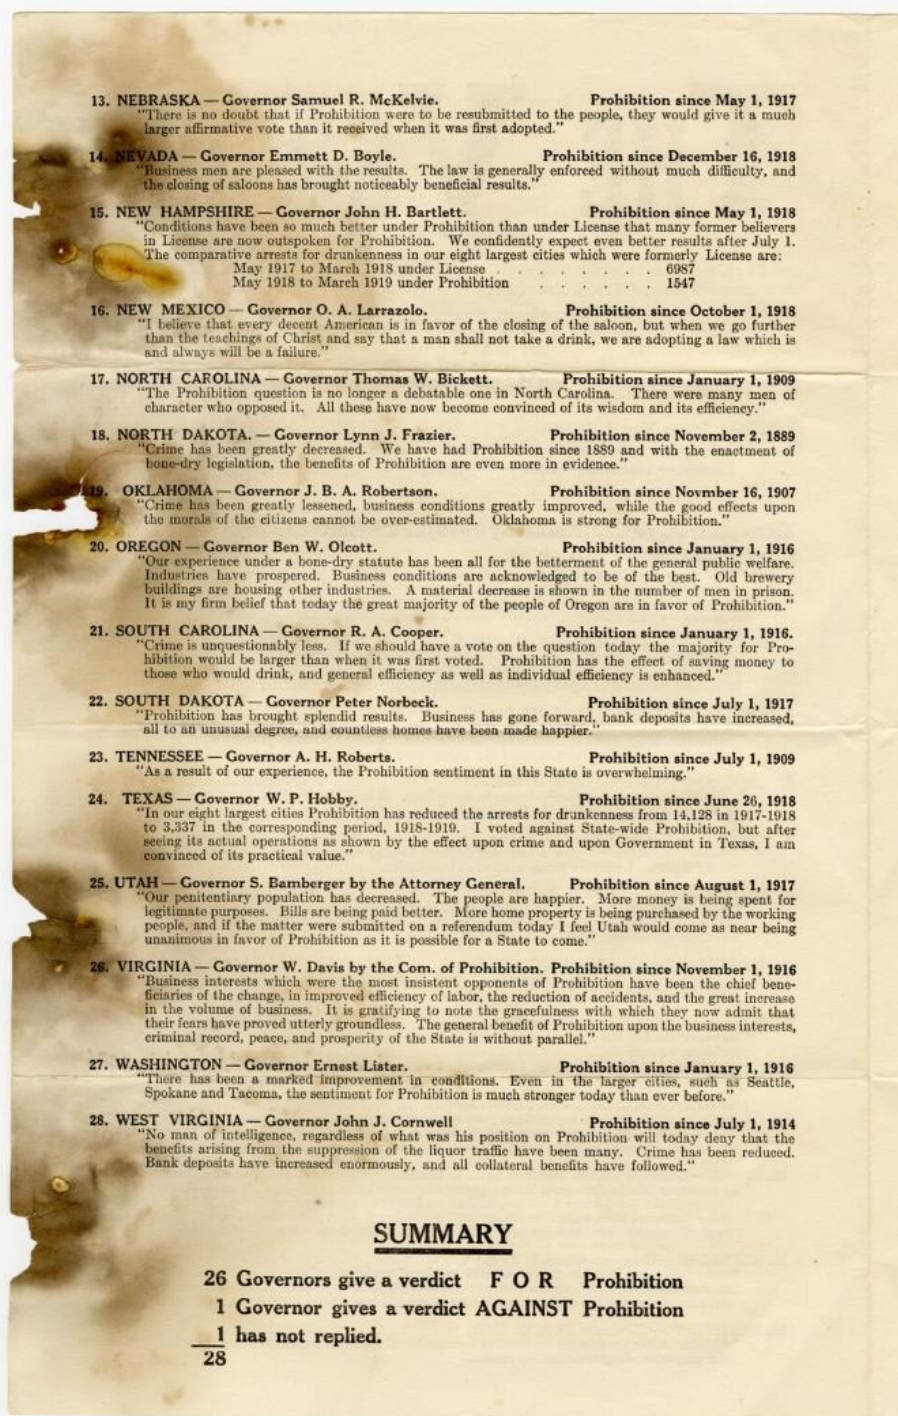 13. NEBRASKA — Governor Samuel R. McKelvie. Prohibition since May 1, 1917
"There is no doubt that if Prohibition were to be resubmitted to the people, they would give it a much
larger affirmative vote than it received when it was first adopted."
14. NEVADA — Governor Emmett D. Boyle. Prohibition since December 16, 1918
"Business men are pleased with the results. The law is generally enforced without much difficulty, and
the closing of saloons has brought noticeably beneficial results."
15. NEW HAMPSHIRE — Governor John H. Bartlett. Prohibition since May 1, 1918
"Conditions have been so much better under Prohibition than under License that many former believers
in License are now outspoken for Prohibition. We confidently expect even better results after July 1.
The comparative arrests for drunkenness in our eight largest cities which were formerly License are:
May 1917 to March 1918 under License . . . . . . . . 6987
May 1918 to March 1919 under Prohibition . . . . . . 1547
16. NEW MEXICO — Governor O. A. Larrazolo. Prohibition since October 1, 1918
"I believe that every decent American is in favor of the closing of the saloon, but when we go further
than the teachings of Christ and say that a man shall not take a drink, we are adopting a law which is
and always will be a failure."
17. NORTH CAROLINA — Governor Thomas W. Bickett. Prohibition since January 1, 1909
"The Prohibition question is no longer a debatable one in North Carolina. There were many men of
character who opposed it. All these have now become convinced of its wisdom and its efficiency."
18. NORTH DAKOTA. — Governor Lynn J. Frazier. Prohibition since November 2, 1889
"Crime has been greatly decreased. We have had Prohibition since 1889 and with the enactment of
bone-dry legislation, the benefits of Prohibition are even more in evidence."
19. OKLAHOMA — Governor J. B. A. Robertson. Prohibition since Novmber 16, 1907
"Crime has been greatly lessened, business conditions greatly improved, while the good effects upon
the morals of the citizens cannot be over-estimated. Oklahoma is strong for Prohibition."
20. OREGON — Governor Ben W. Olcott. Prohibition since January 1, 1916
"Our experience under a bone-dry statute has been all for the betterment of the general public welfare.
Industries have prospered. Business conditions are acknowledged to be of the best. Old brewery
buildings are housing other industries. A material decrease is shown in the number of men in prison.
It is my firm belief that today the great majority of the people of Oregon are in favor of Prohibition."
21. SOUTH CAROLINA — Governor R. A. Cooper. Prohibition since January 1, 1916.
"Crime is unquestionably less. If we should have a vote on the question today the majority for Pro-
hibition would be larger than when it was first voted. Prohibition has the effect of saving money to
those who would drink, and general efficiency as well as individual efficiency is enhanced."
22. SOUTH DAKOTA — Governor Peter Norbeck. Prohibition since July 1, 1917
"Prohibition has brought splendid results. Business has gone forward, bank deposits have increased,
all to an unusual degree, and countless homes have been made happier."
23. TENNESSEE — Governor A. H. Roberts. Prohibition since July 1, 1909
"As a result of our experience, the Prohibition sentiment in this State is overwhelming."
24. TEXAS — Governor W. P. Hobby. Prohibition since June 26, 1918
"In our eight largest cities Prohibition has reduced the arrests for drunkenness from 14,128 in 1917-1918
to 3,337 in the corresponding period, 1918-1919. I voted against State-wide Prohibition, but after
seeing its actual operations as shown by the effect upon crime and upon Government in Texas, I am
convinced of its practical value."
25. UTAH — Governor S. Bamberger by the Attorney General. Prohibition since August 1, 1917
"Our penitentiary population has decreased. The people are happier. More money is being spent for
legitimate purposes. Bills are being paid better. More home property is being purchased by the working
people, and if the matter were submitted on a referendum today I feel Utah would come as near being
unanimous in favor of Prohibition as it is possible for a State to come."
26. VIRGINIA — Governor W. Davis by the Com. of Prohibition. Prohibition since November 1, 1916
"Business interests which were the most insistent opponents of Prohibition have been the chief bene-
ficiaries of the change, in improved efficiency of labor, the reduction of accidents, and the great increase
in the volume of business. It is gratifying to note the gracefulness with which they now admit that
their fears have proved utterly groundless. The general benefit of Prohibition upon the business interests,
criminal record, peace, and prosperity of the State is without parallel."
27. WASHINGTON — Governor Ernest Lister. Prohibition since January 1, 1916
"There has been a marked improvement in conditions. Even in the larger cities, such as Seattle,
Spokane and Tacoma, the sentiment for Prohibition is much stronger today than ever before."
28. WEST VIRGINIA — Governor John J. Cornwell Prohibition since July 1, 1914
"No man of intelligence, regardless of what was his position on Prohibition will today deny that the
benefits arising from the suppression of the liquor traffic have been many. Crime has been reduced.
Bank deposits have increased enormously, and all collateral benefits have followed."
SUMMARY
26 Governors give a verdict FOR Prohibition
1 Governor gives a verdict AGAINST Prohibition
1 has not replied.
28